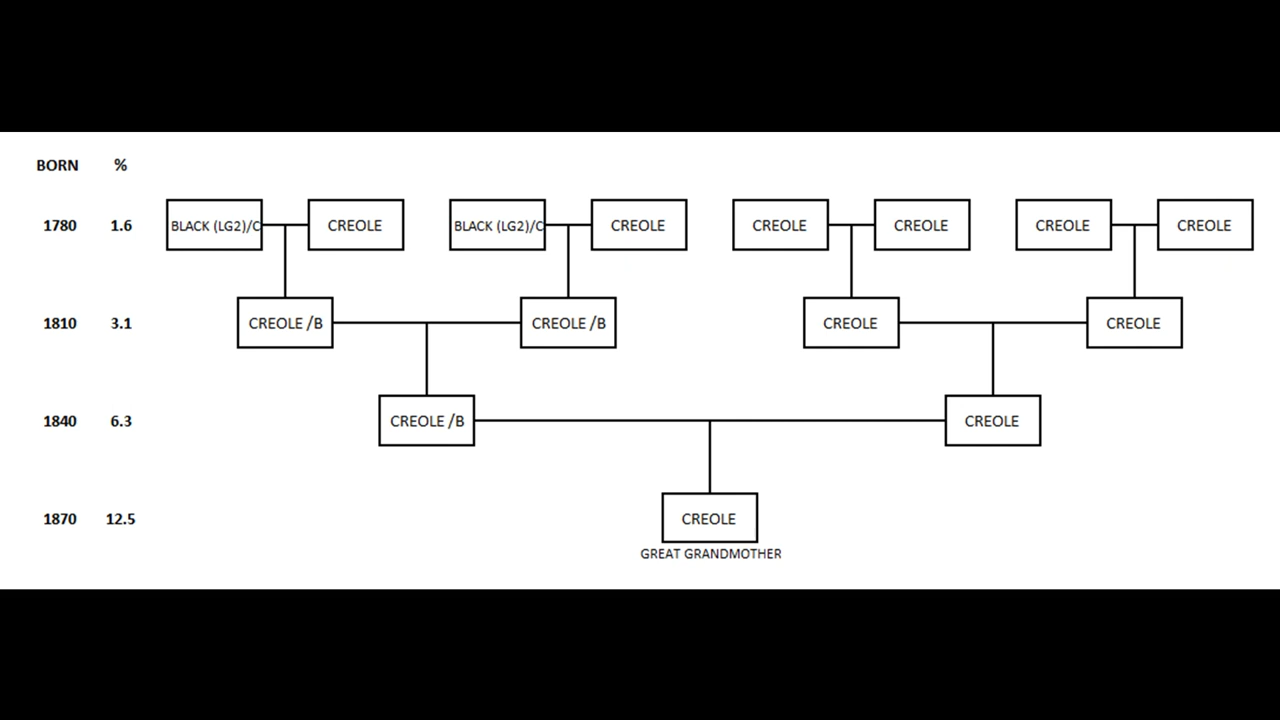 BORN %
1780 1.6 BLACK (LG2)/C CREOLE BLACK (LG2)/C CREOLE CREOLE CREOLE CREOLE CREOLE
1810 3.1 CREOLE /B CREOLE /B CREOLE CREOLE
1840 6.3 CREOLE /B CREOLE
1870 12.5 CREOLE
GREAT GRANDMOTHER